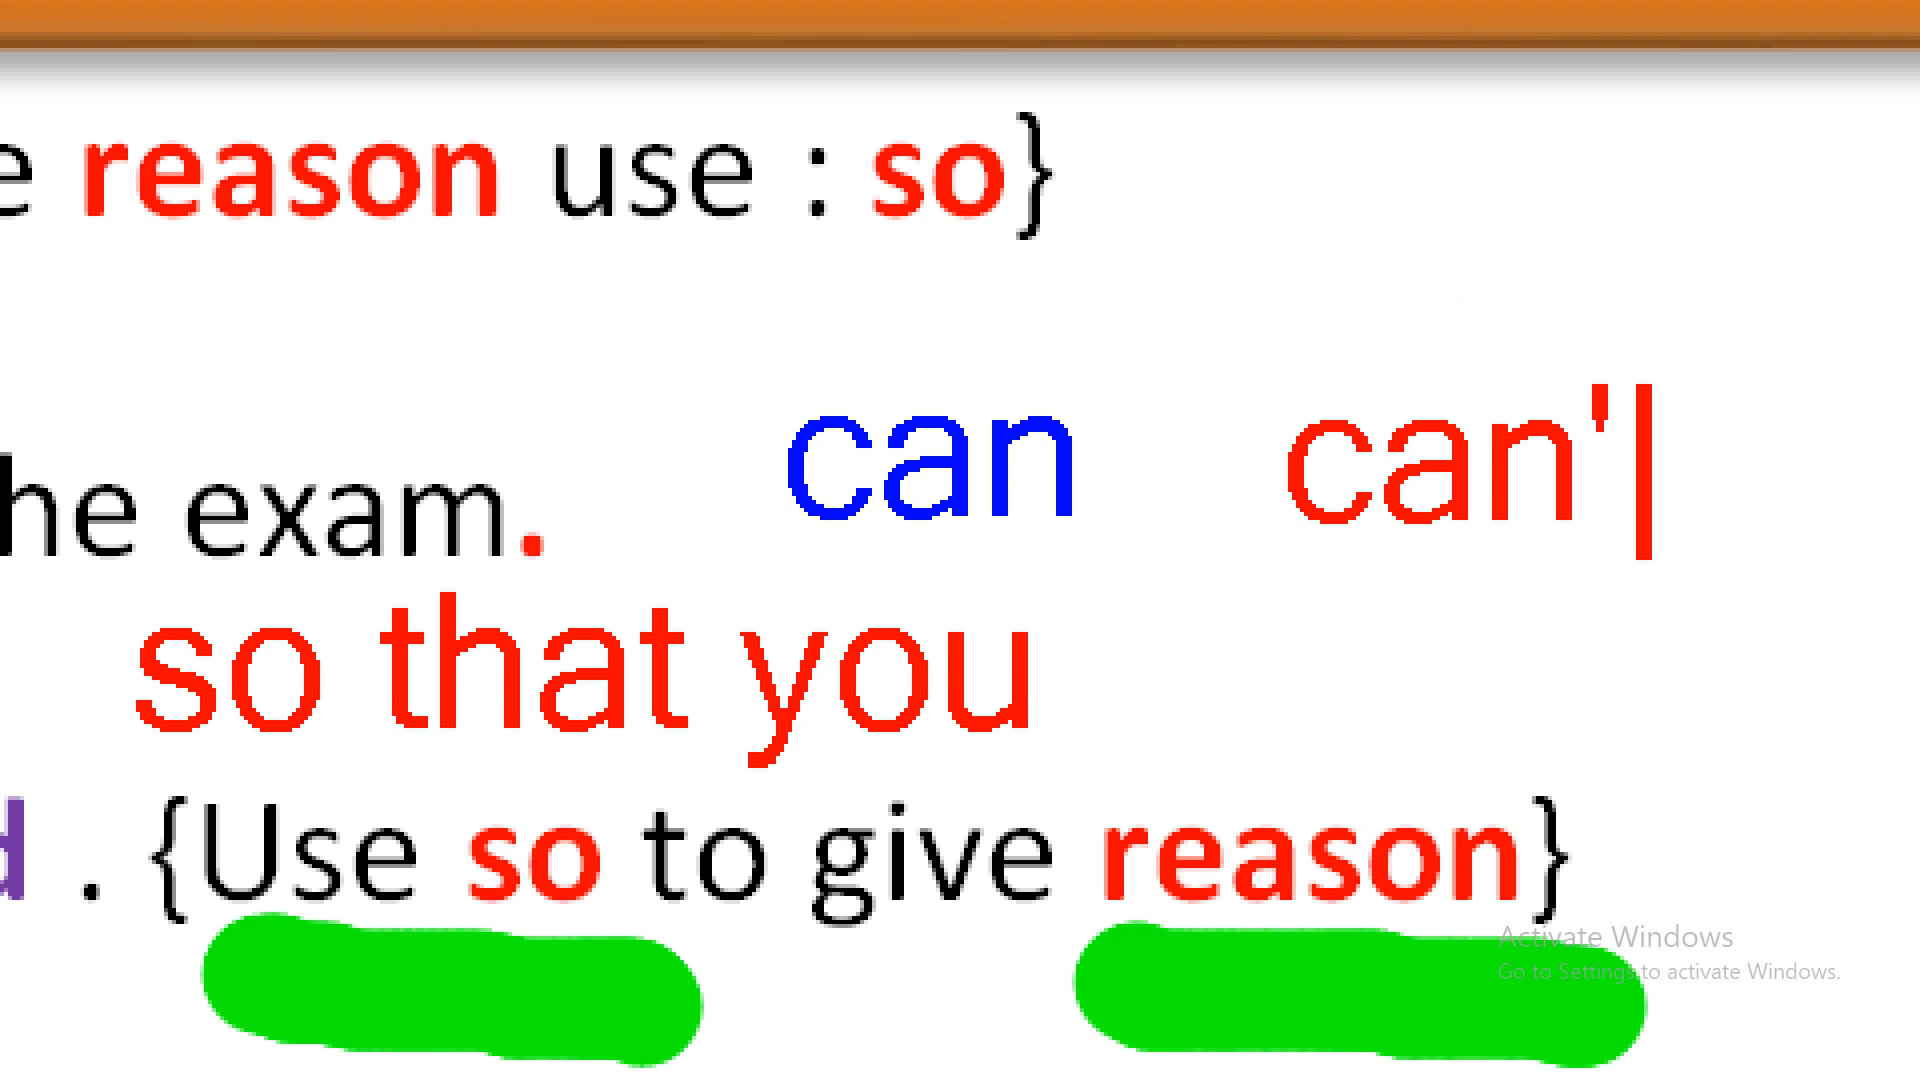 e reason use : so}
can can'|
he exam.
so that you
d . {Use so to give reason}
Activate Windows
Go to Settings to activate Windows.